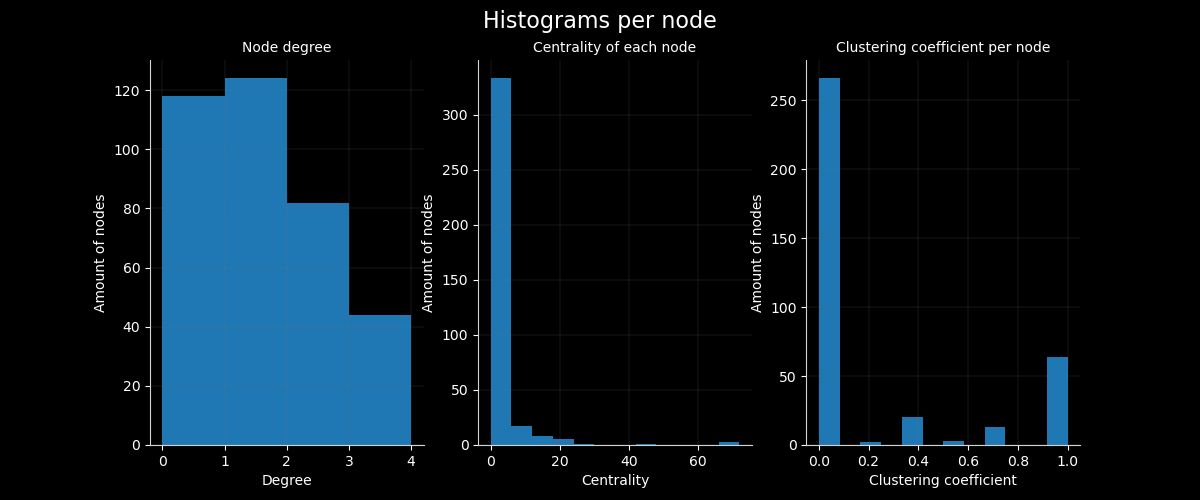 Histograms per node
Node degree
Centrality of each node
Clustering coefficient per node
Amount of nodes
120
100
80
60
40
20
0
0 1 2 3 4
Degree
Amount of nodes
300
250
200
150
100
50
0
0 20 40 60
Centrality
Amount of nodes
250
200
150
100
50
0
0.0 0.2 0.4 0.6 0.8 1.0
Clustering coefficient